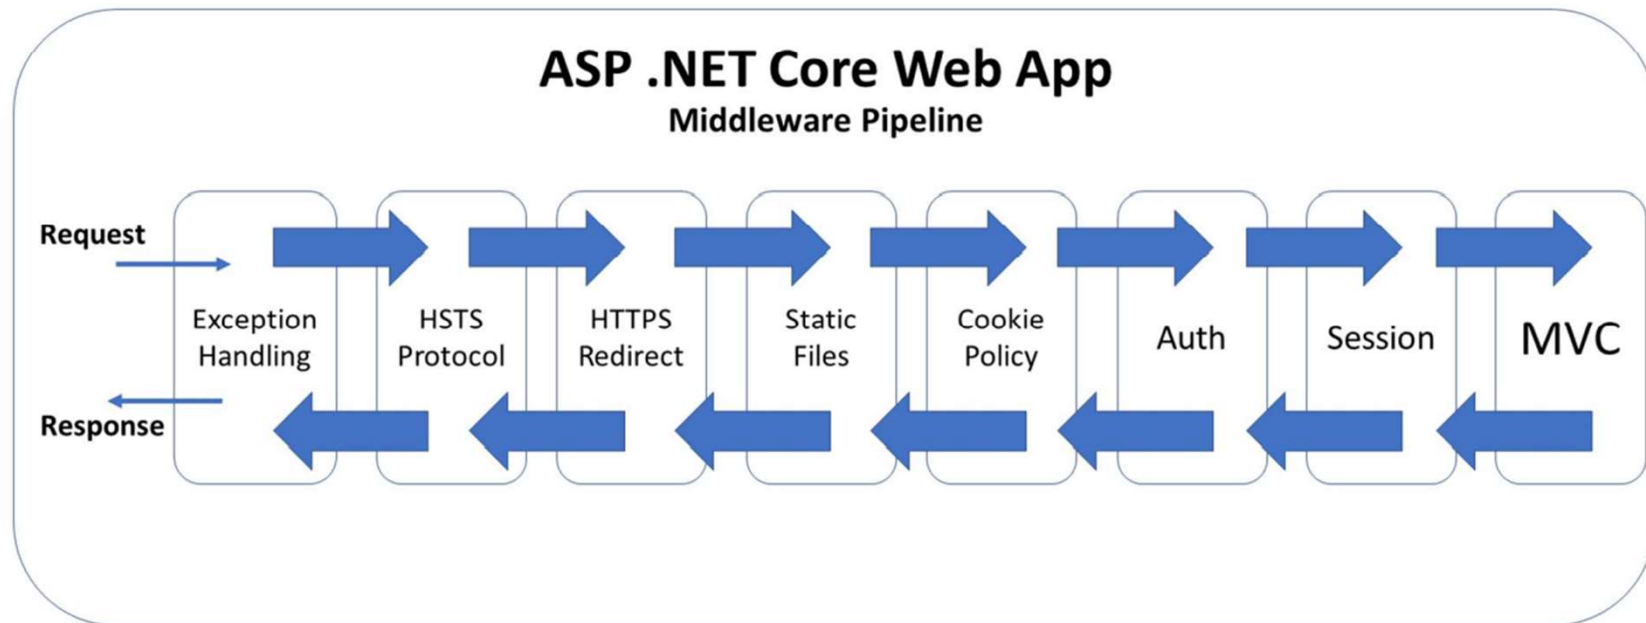 ASP .NET Core Web App
Middleware Pipeline
Request
Exception
Handling
HSTS
Protocol
HTTPS
Redirect
Static
Files
Cookie
Policy
Auth
Session
MVC
Response